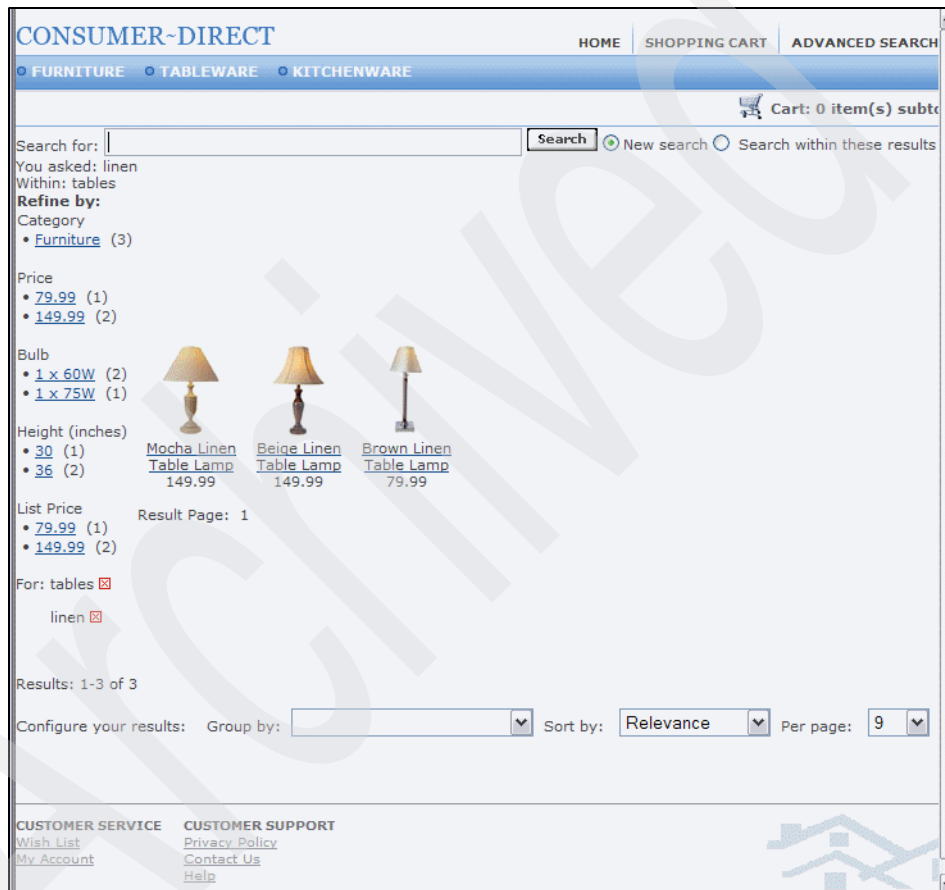 CONSUMER~DIRECT
HOME SHOPPING CART ADVANCED SEARCH
FURNITURE TABLEWARE KITCHENWARE
Cart: 0 item(s) subto
Search for: Search New search Search within these results
You asked: linen
Within: tables
Refine by:
Category
• Furniture (3)
Price
• 79.99 (1)
• 149.99 (2)
Bulb
• 1 x 60W (2)
• 1 x 75W (1)
Height (inches)
• 30 (1)
• 36 (2)
Mocha Linen Table Lamp 149.99
Beige Linen Table Lamp 149.99
Brown Linen Table Lamp 79.99
List Price
• 79.99 (1)
• 149.99 (2)
Result Page: 1
For: tables
linen
Results: 1-3 of 3
Configure your results: Group by: Sort by: Relevance Per page: 9
CUSTOMER SERVICE CUSTOMER SUPPORT
Wish List Privacy Policy
My Account Contact Us
Help
Archived